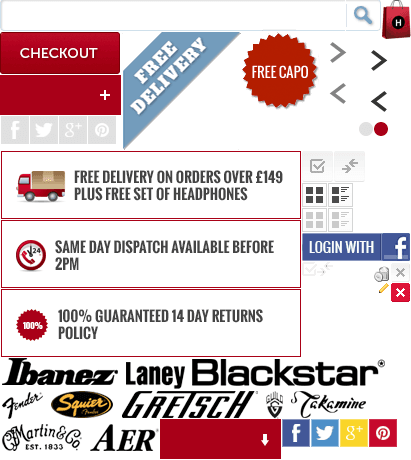 H
CHECKOUT
FREE
DELIVERY
FREE CAPO
FREE DELIVERY ON ORDERS OVER £149
PLUS FREE SET OF HEADPHONES
24
SAME DAY DISPATCH AVAILABLE BEFORE
2PM
LOGIN WITH
100%
100% GUARANTEED 14 DAY RETURNS
POLICY
Ibanez Laney Blackstar
Fender Squier Fender GRETSCH GUILD Takamine
Martin & Co. EST. 1833 AER